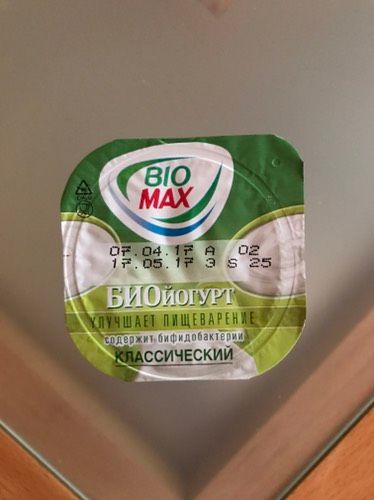 BIO
MAX
07.04.17 A 02
17.05.17 3 S 25
БИОйогурт
УЛУЧШАЕТ ПИЩЕВАРЕНИЕ
содержит бифидобактерии
КЛАССИЧЕСКИЙ